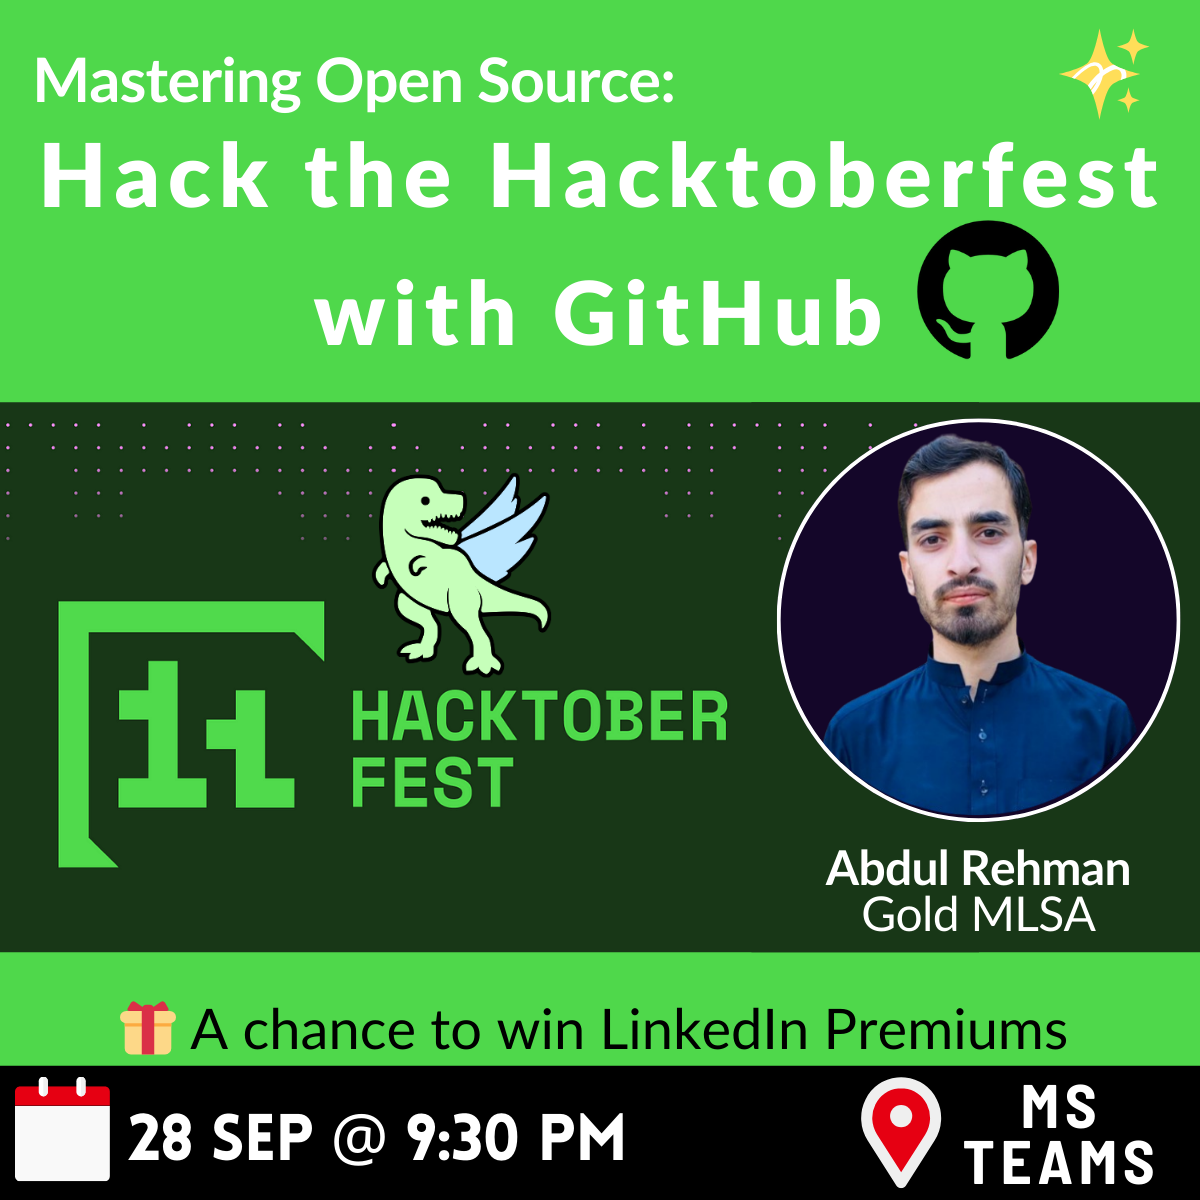 Mastering Open Source:
Hack the Hacktoberfest
with GitHub
11
HACKTOBER
FEST
Abdul Rehman
Gold MLSA
A chance to win LinkedIn Premiums
28 SEP @ 9:30 PM
MS
TEAMS